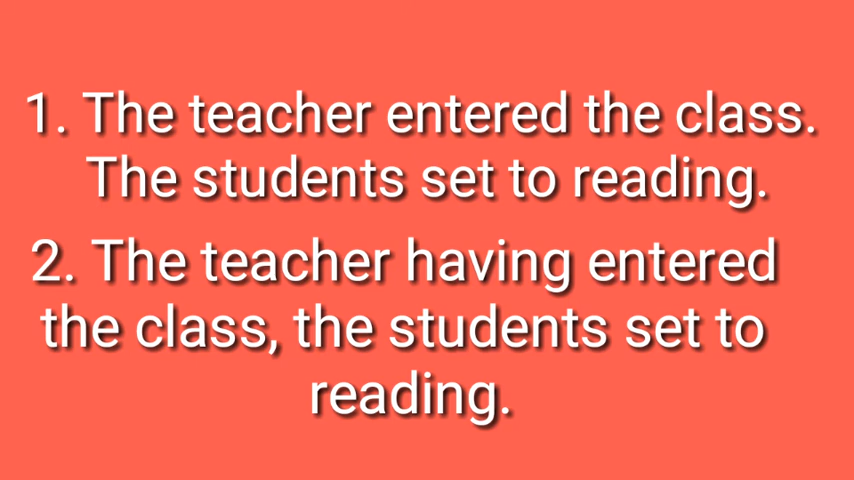 1. The teacher entered the class.
The students set to reading.
2. The teacher having entered
the class, the students set to
reading.